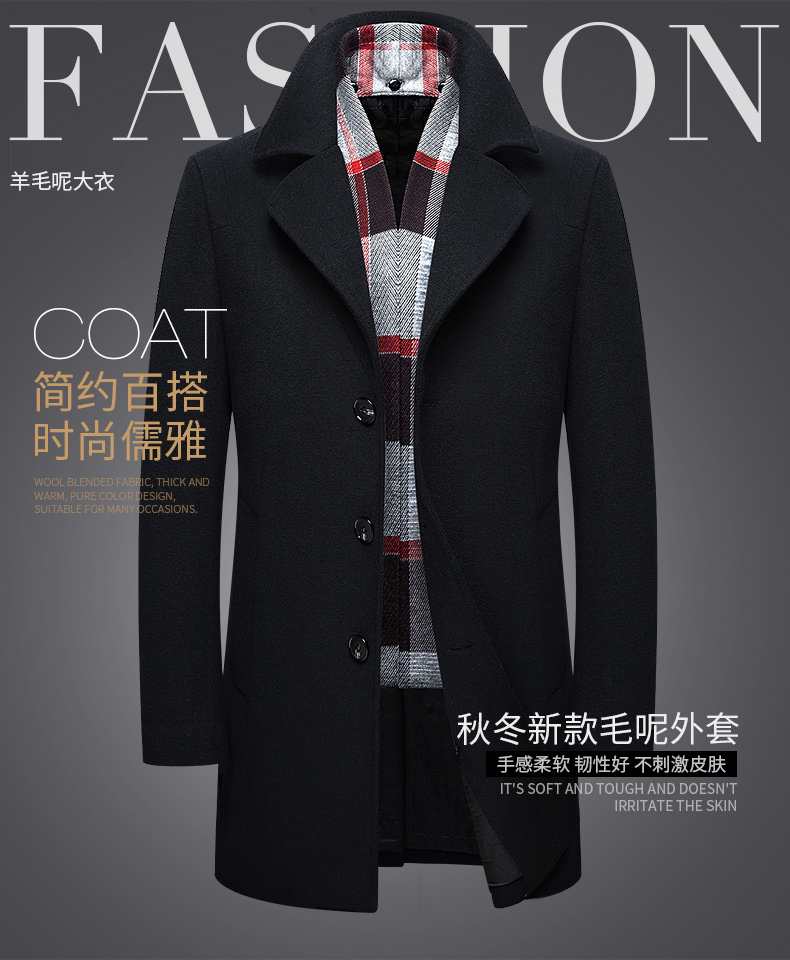 FASHION
羊毛呢大衣
COAT
简约百搭
时尚儒雅
WOOL BLENDED FABRIC, THICK AND
WARM, PURE COLOR DESIGN,
SUITABLE FOR MANY OCCASIONS.
秋冬新款毛呢外套
手感柔软 韧性好 不刺激皮肤
IT'S SOFT AND TOUGH AND DOESN'T
IRRITATE THE SKIN